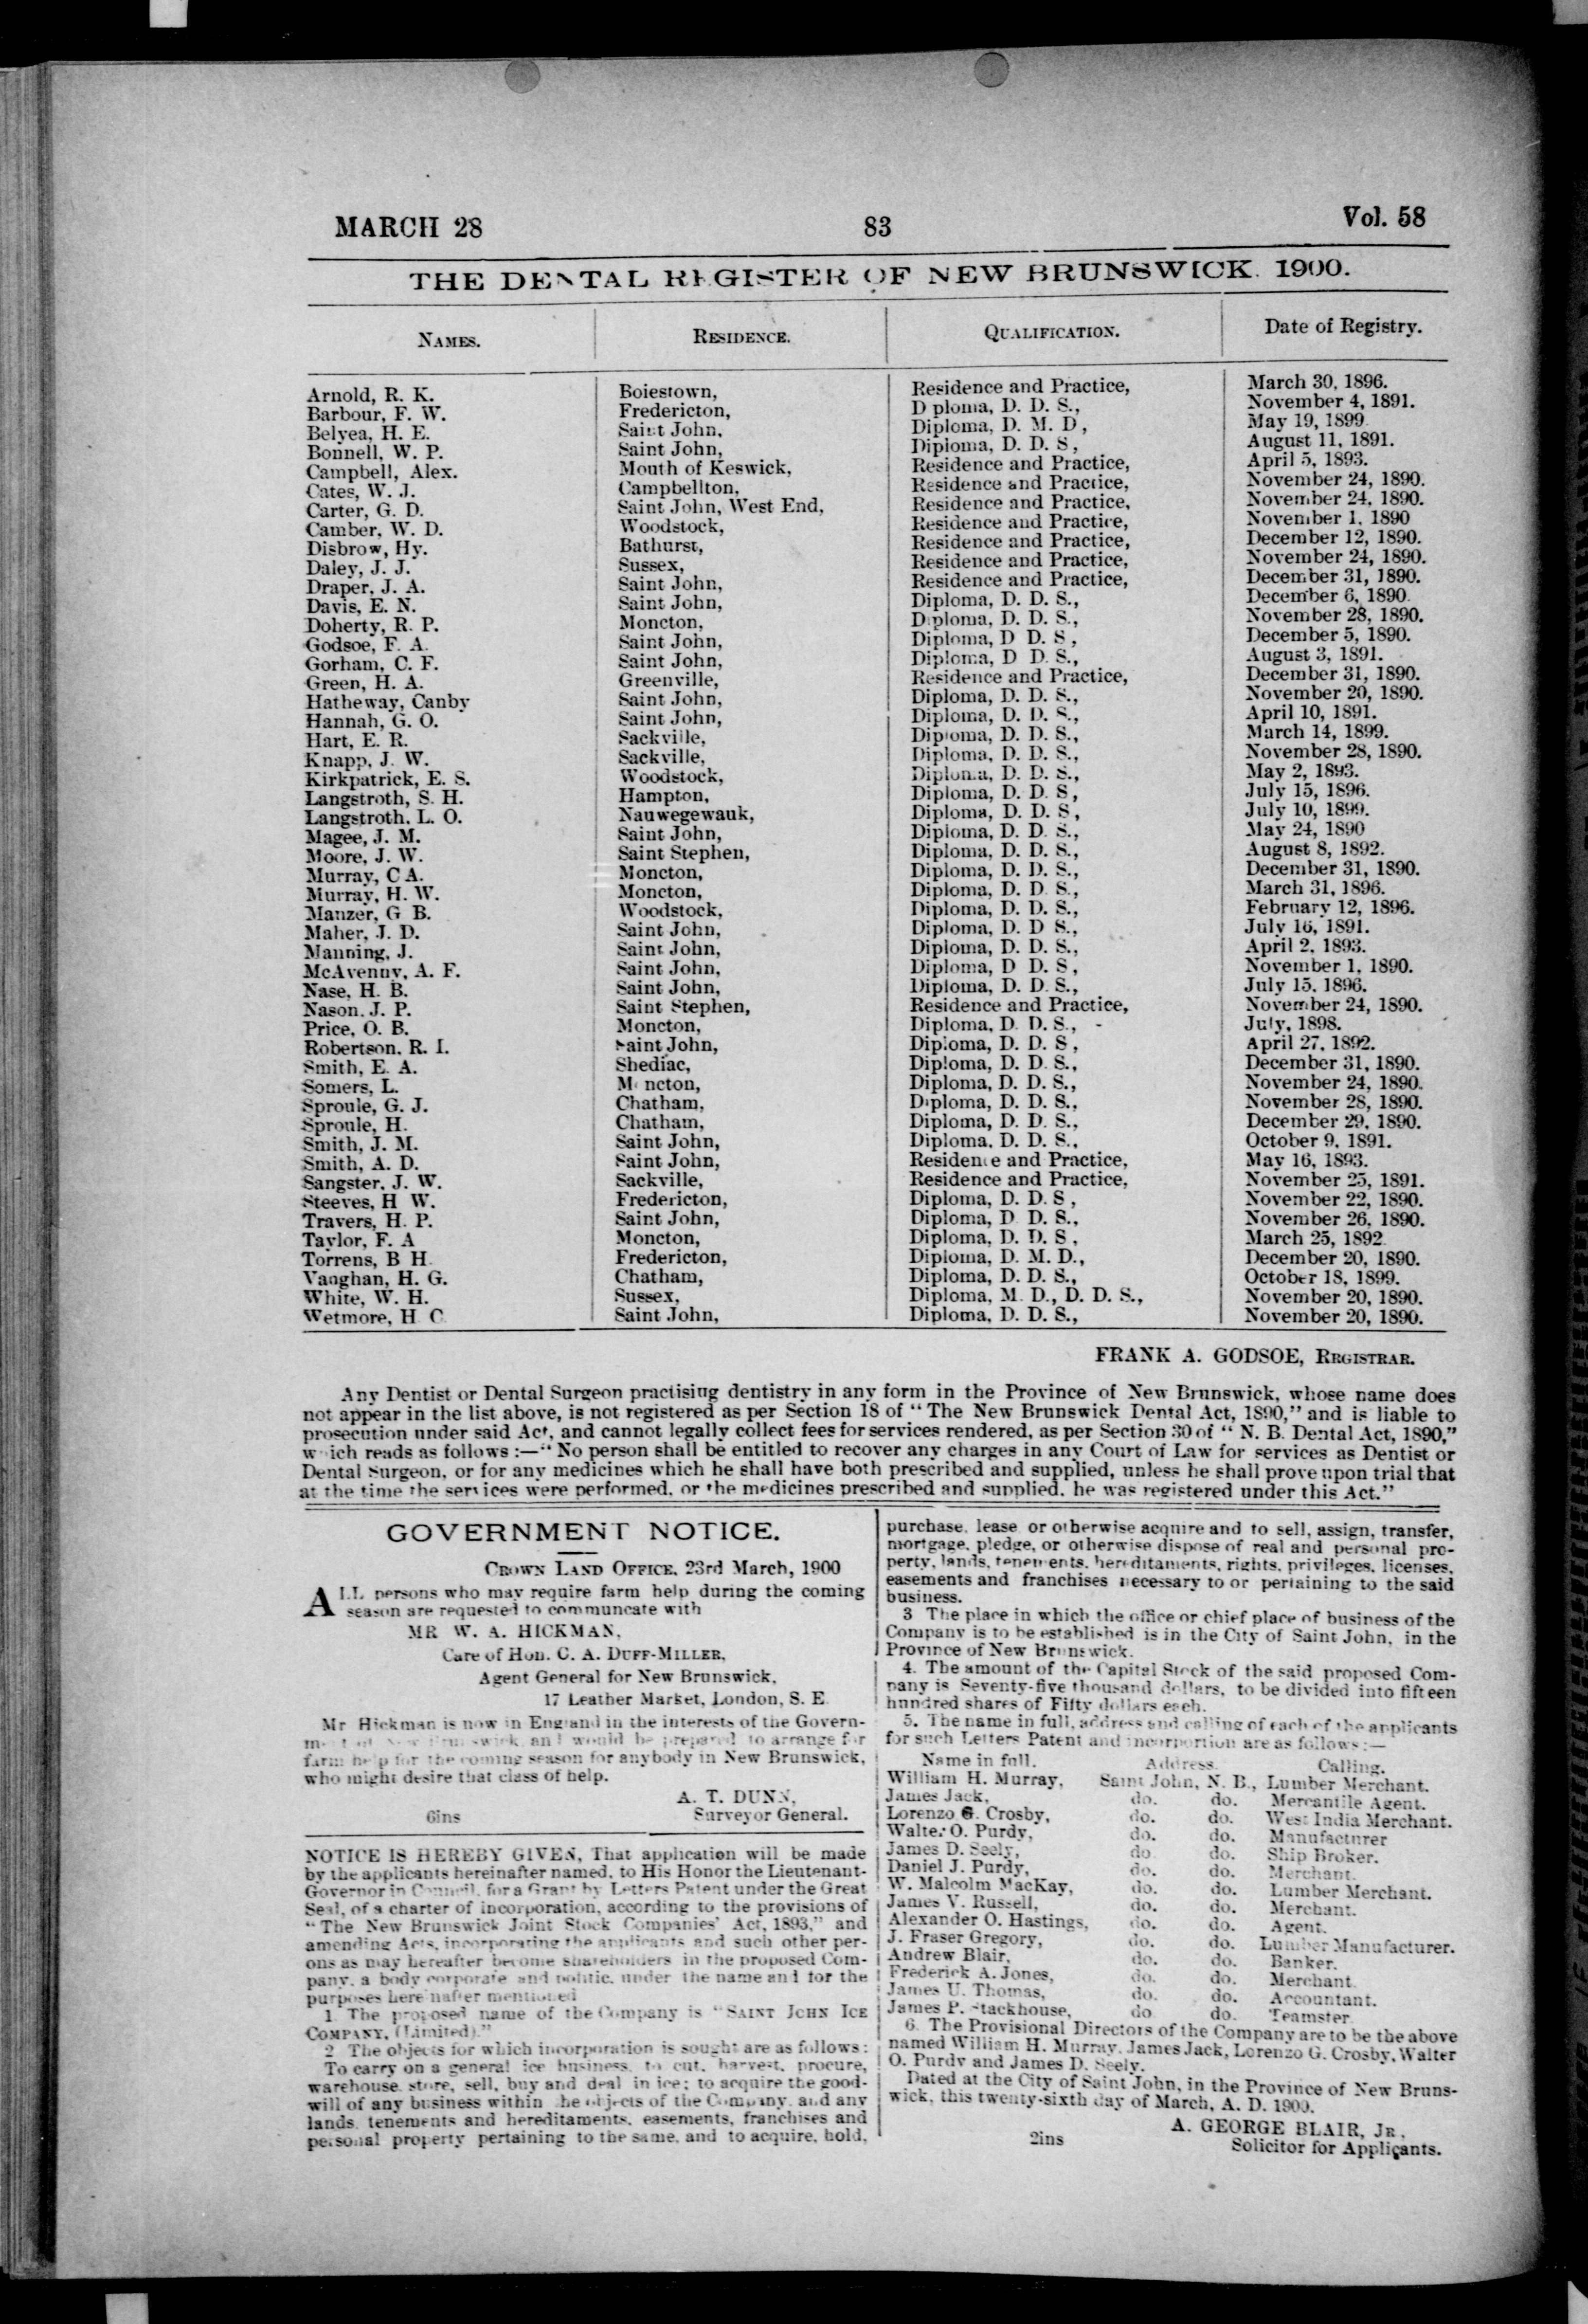 MARCH 28 83 Vol. 58
THE DENTAL REGISTER OF NEW BRUNSWICK. 1900.
NAMES. RESIDENCE. QUALIFICATION. Date of Registry.
Arnold, R. K. Boiestown, Residence and Practice, March 30, 1896.
Barbour, F. W. Fredericton, Diploma, D. D. S., November 4, 1891.
Belyea, H. E. Saint John, Diploma, D. M. D, May 19, 1899
Bonnell, W. P. Saint John, Diploma, D. D. S, August 11, 1891.
Campbell, Alex. Mouth of Keswick, Residence and Practice, April 5, 1893.
Cates, W. J. Campbellton, Residence and Practice, November 24, 1890.
Carter, G. D. Saint John, West End, Residence and Practice, November 24, 1890.
Camber, W. D. Woodstock, Residence and Practice, November 1, 1890
Disbrow, Hy. Bathurst, Residence and Practice, December 12, 1890.
Daley, J. J. Sussex, Residence and Practice, November 24, 1890.
Draper, J. A. Saint John, Residence and Practice, December 31, 1890.
Davis, E. N. Saint John, Diploma, D. D. S., December 6, 1890.
Doherty, R. P. Moncton, Diploma, D. D. S., November 28, 1890.
Godsoe, F. A. Saint John, Diploma, D D. S, December 5, 1890.
Gorham, C. F. Saint John, Diploma, D D. S., August 3, 1891.
Green, H. A. Greenville, Residence and Practice, December 31, 1890.
Hatheway, Canby Saint John, Diploma, D. D. S., November 20, 1890.
Hannah, G. O. Saint John, Diploma, D. D. S., April 10, 1891.
Hart, E. R. Sackville, Diploma, D. D. S., March 14, 1899.
Knapp, J. W. Sackville, Diploma, D. D. S., November 28, 1890.
Kirkpatrick, E. S. Woodstock, Diploma, D. D. S., May 2, 1893.
Langstroth, S. H. Hampton, Diploma, D. D. S, July 15, 1896.
Langstroth. L. O. Nauwegewauk, Diploma, D. D. S, July 10, 1899.
Magee, J. M. Saint John, Diploma, D. D. S., May 24, 1890
Moore, J. W. Saint Stephen, Diploma, D. D. S., August 8, 1892.
Murray, C A. Moncton, Diploma, D. D. S., December 31, 1890.
Murray, H. W. Moncton, Diploma, D. D. S., March 31, 1896.
Manzer, G B. Woodstock, Diploma, D. D. S., February 12, 1896.
Maher, J. D. Saint John, Diploma, D. D S., July 16, 1891.
Manning, J. Saint John, Diploma, D. D. S., April 2, 1893.
McAvenny, A. F. Saint John, Diploma, D D. S, November 1, 1890.
Nase, H. B. Saint John, Diploma, D. D. S., July 15. 1896.
Nason. J. P. Saint Stephen, Residence and Practice, November 24, 1890.
Price, O. B. Moncton, Diploma, D. D. S., July, 1898.
Robertson. R. I. Saint John, Diploma, D. D. S, April 27, 1892.
Smith, E. A. Shediac, Diploma, D. D. S., December 31, 1890.
Somers, L. Moncton, Diploma, D. D. S., November 24, 1890.
Sproule, G. J. Chatham, Diploma, D. D. S., November 28, 1890.
Sproule, H. Chatham, Diploma, D. D. S., December 29, 1890.
Smith, J. M. Saint John, Diploma, D. D. S., October 9, 1891.
Smith, A. D. Saint John, Residence and Practice, May 16, 1893.
Sangster, J. W. Sackville, Residence and Practice, November 25, 1891.
Steeves, H W. Fredericton, Diploma, D. D. S, November 22, 1890.
Travers, H. P. Saint John, Diploma, D D. S., November 26, 1890.
Taylor, F. A Moncton, Diploma, D. D. S, March 25, 1892
Torrens, B H. Fredericton, Diploma, D. M. D., December 20, 1890.
Vaughan, H. G. Chatham, Diploma, D. D. S., October 18, 1899.
White, W. H. Sussex, Diploma, M. D., D. D. S., November 20, 1890.
Wetmore, H C Saint John, Diploma, D. D. S., November 20, 1890.
FRANK A. GODSOE, REGISTRAR.
Any Dentist or Dental Surgeon practising dentistry in any form in the Province of New Brunswick, whose name does
not appear in the list above, is not registered as per Section 18 of "The New Brunswick Dental Act, 1890," and is liable to
prosecution under said Act, and cannot legally collect fees for services rendered, as per Section 30 of "N. B. Dental Act, 1890,"
which reads as follows :—"No person shall be entitled to recover any charges in any Court of Law for services as Dentist or
Dental Surgeon, or for any medicines which he shall have both prescribed and supplied, unless he shall prove upon trial that
at the time the services were performed, or the medicines prescribed and supplied, he was registered under this Act."
GOVERNMENT NOTICE.
CROWN LAND OFFICE, 23rd March, 1900
ALL persons who may require farm help during the coming
season are requested to communcate with
MR W. A. HICKMAN,
Care of Hon. C. A. DUFF-MILLER,
Agent General for New Brunswick,
17 Leather Market, London, S. E.
Mr Hickman is now in England in the interests of the Govern-
ment of New Brunswick and would be prepared to arrange for
farm help for the coming season for anybody in New Brunswick,
who might desire that class of help.
A. T. DUNN,
6ins Surveyor General.
NOTICE IS HEREBY GIVEN, That application will be made
by the applicants hereinafter named, to His Honor the Lieutenant-
Governor in Council, for a Grant by Letters Patent under the Great
Seal, of a charter of incorporation, according to the provisions of
"The New Brunswick Joint Stock Companies' Act, 1893," and
amending Acts, incorporating the applicants and such other per-
ons as may hereafter become shareholders in the proposed Com-
pany, a body corporate and politic, under the name and for the
purposes hereinafter mentioned
1 The proposed name of the Company is "SAINT JOHN ICE
COMPANY, (Limited)."
2 The objects for which incorporation is sought are as follows:
To carry on a general ice business, to cut, harvest, procure,
warehouse, store, sell, buy and deal in ice; to acquire the good-
will of any business within the objects of the Company, and any
lands, tenements and hereditaments, easements, franchises and
personal property pertaining to the same, and to acquire, hold,
purchase, lease or otherwise acquire and to sell, assign, transfer,
mortgage, pledge, or otherwise dispose of real and personal pro-
perty, lands, tenements, hereditaments, rights, privileges, licenses,
easements and franchises necessary to or pertaining to the said
business.
3 The place in which the office or chief place of business of the
Company is to be established is in the City of Saint John, in the
Province of New Brunswick.
4. The amount of the Capital Stock of the said proposed Com-
pany is Seventy-five thousand dollars, to be divided into fifteen
hundred shares of Fifty dollars each.
5. The name in full, address and calling of each of the applicants
for such Letters Patent and incorportion are as follows:—
Name in full. Address. Calling.
William H. Murray, Saint John, N. B., Lumber Merchant.
James Jack, do. do. Mercantile Agent.
Lorenzo G. Crosby, do. do. West India Merchant.
Walter O. Purdy, do. do. Manufacturer
James D. Seely, do do. Ship Broker.
Daniel J. Purdy, do. do. Merchant.
W. Malcolm MacKay, do. do. Lumber Merchant.
James V. Russell, do. do. Merchant.
Alexander O. Hastings, do. do. Agent.
J. Fraser Gregory, do. do. Lumber Manufacturer.
Andrew Blair, do. do. Banker.
Frederick A. Jones, do. do. Merchant
James U. Thomas, do. do. Accountant.
James P. Stackhouse, do do. Teamster
6. The Provisional Directors of the Company are to be the above
named William H. Murray, James Jack, Lorenzo G. Crosby, Walter
O. Purdy and James D. Seely.
Dated at the City of Saint John, in the Province of New Bruns-
wick, this twenty-sixth day of March, A. D. 1900.
A. GEORGE BLAIR, JR,
2ins Solicitor for Applicants.